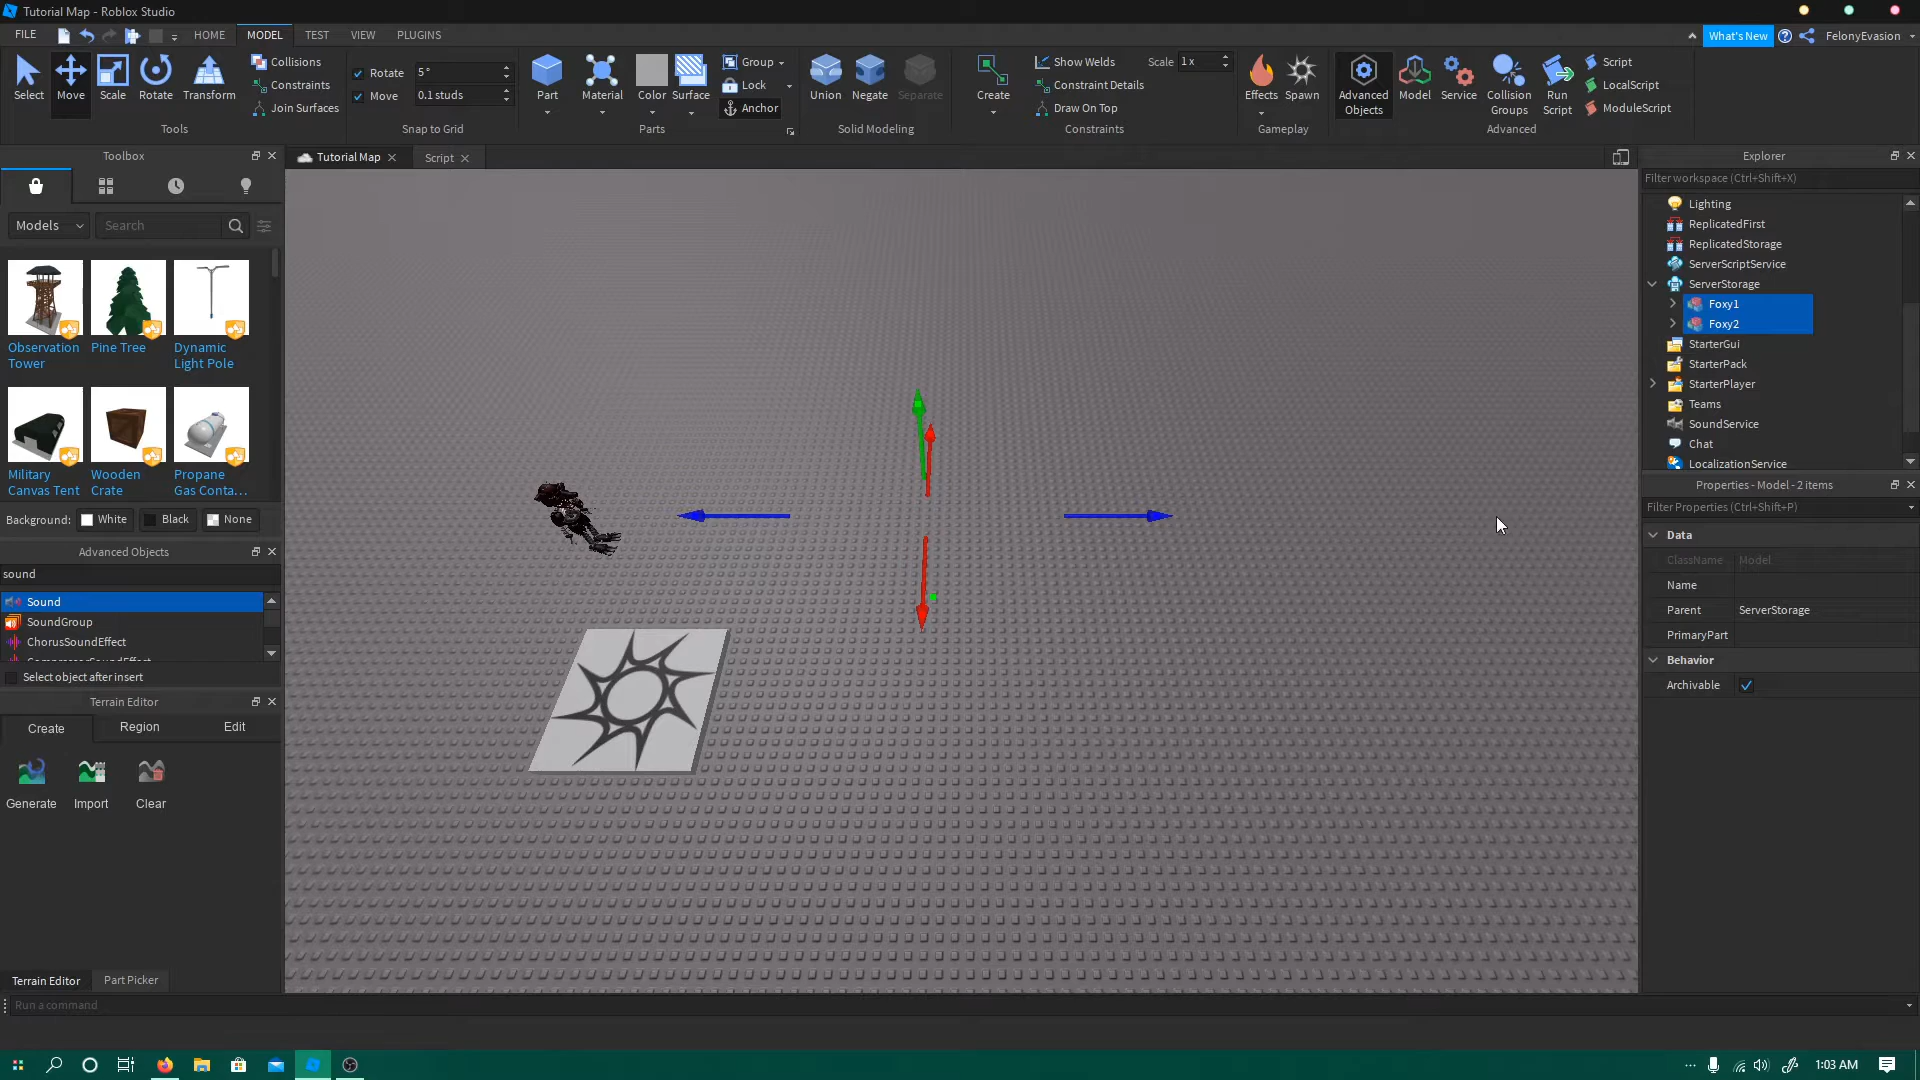 Tutorial Map - Roblox Studio
FILE HOME MODEL TEST VIEW PLUGINS What's New FelonyEvasion
Select Move Scale Rotate Transform
Collisions
Constraints
Join Surfaces
Tools
Rotate 5°
Move 0.1 studs
Snap to Grid
Part Material Color Surface
Group
Lock
Anchor
Parts
Union Negate Separate
Solid Modeling
Create
Show Welds Scale 1 x
Constraint Details
Draw On Top
Constraints
Effects Spawn
Gameplay
Advanced Objects Model Service Collision Groups Run Script
Script
LocalScript
ModuleScript
Advanced
Toolbox
Tutorial Map Script
Models Search
Observation Tower
Pine Tree
Dynamic Light Pole
Military Canvas Tent
Wooden Crate
Propane Gas Conta...
Background: White Black None
Advanced Objects
sound
Sound
SoundGroup
ChorusSoundEffect
CompressorSoundEffect
Select object after insert
Terrain Editor
Create Region Edit
Generate Import Clear
Terrain Editor Part Picker
Run a command
Explorer
Filter workspace (Ctrl+Shift+X)
Lighting
ReplicatedFirst
ReplicatedStorage
ServerScriptService
ServerStorage
Foxy1
Foxy2
StarterGui
StarterPack
StarterPlayer
Teams
SoundService
Chat
LocalizationService
Properties - Model - 2 items
Filter Properties (Ctrl+Shift+P)
Data
ClassName Model
Name
Parent ServerStorage
PrimaryPart
Behavior
Archivable
1:03 AM